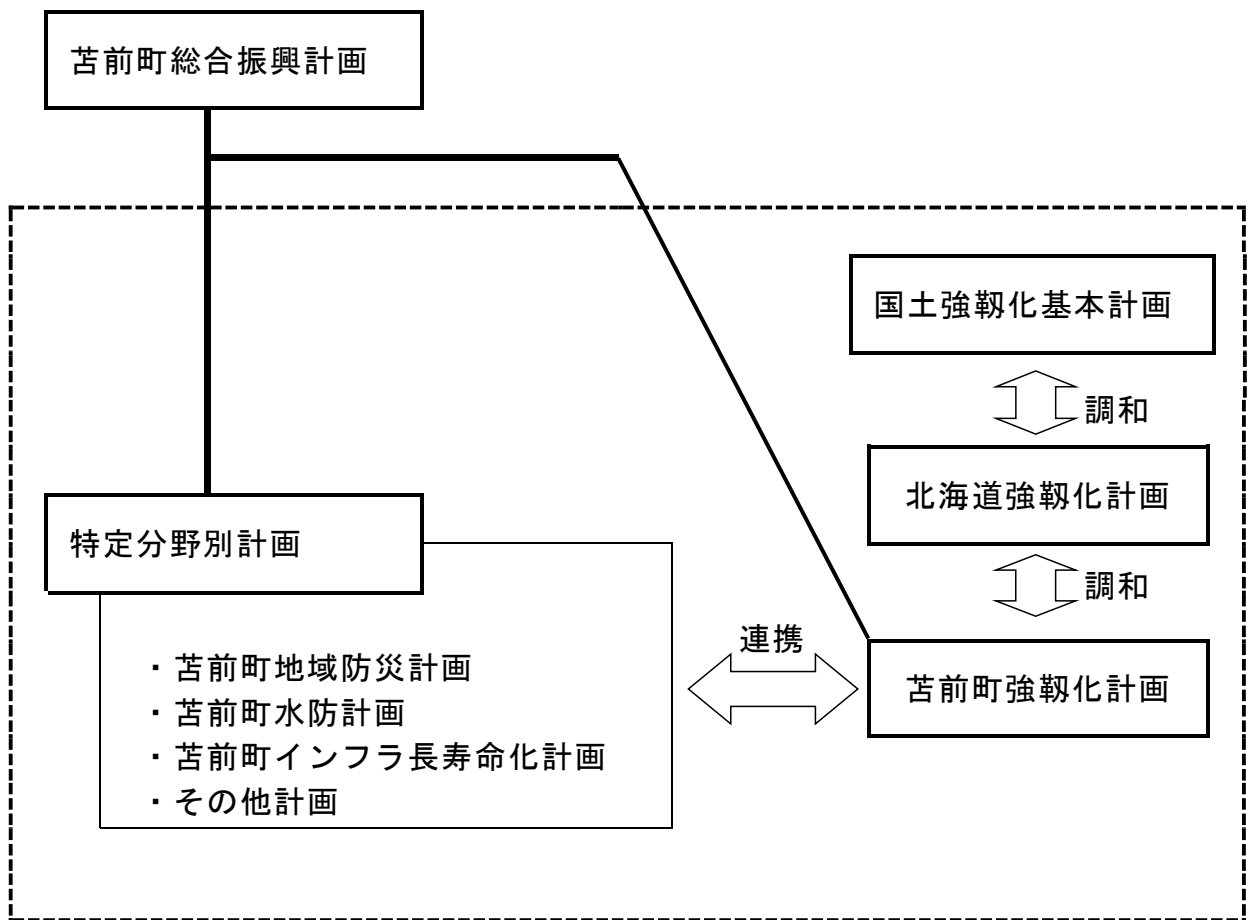 苫前町総合振興計画
国土強靱化基本計画
調和
北海道強靱化計画
調和
苫前町強靱化計画
連携
特定分野別計画
・苫前町地域防災計画
・苫前町水防計画
・苫前町インフラ長寿命化計画
・その他計画